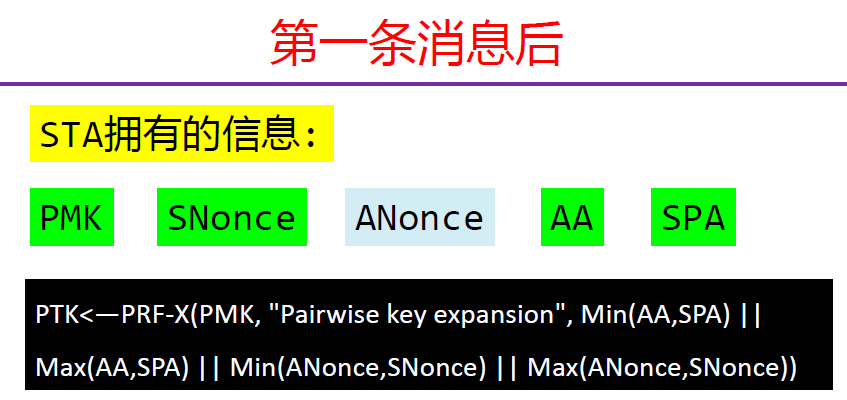 第一条消息后
STA拥有的信息:
PMK SNonce ANonce AA SPA
PTK<—PRF-X(PMK, "Pairwise key expansion", Min(AA,SPA) ||
Max(AA,SPA) || Min(ANonce,SNonce) || Max(ANonce,SNonce))